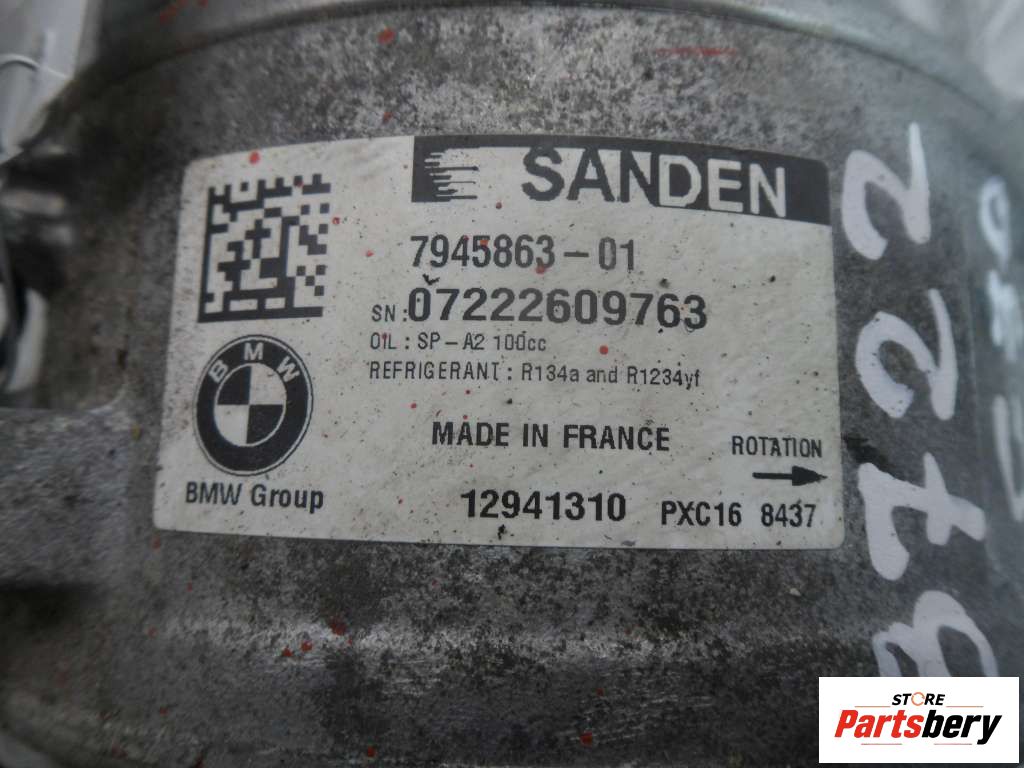 SANDEN
7945863-01
SN: 07222609763
OIL: SP-A2 100cc
REFRIGERANT: R134a and R1234yf
BMW
MADE IN FRANCE
ROTATION
BMW Group
12941310 PXC16 8437
8722
STORE
Partsbery